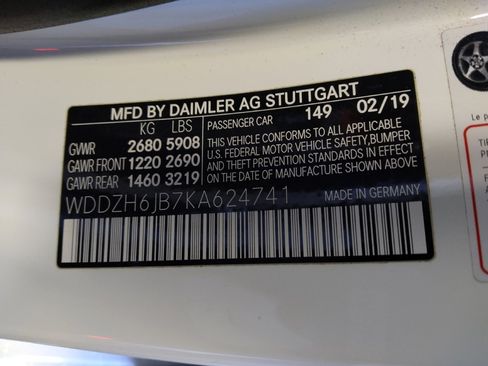 MFD BY DAIMLER AG STUTTGART
KG LBS PASSENGER CAR 149 02/19
GVWR 2680 5908
GAWR FRONT 1220 2690
GAWR REAR 1460 3219
THIS VEHICLE CONFORMS TO ALL APPLICABLE
U.S. FEDERAL MOTOR VEHICLE SAFETY,BUMPER
AND THEFT PREVENTION STANDARDS IN EFFECT
ON THE DATE OF MANUFACTURE SHOWN ABOVE
WDDZH6JB7KA624741
MADE IN GERMANY
Le p